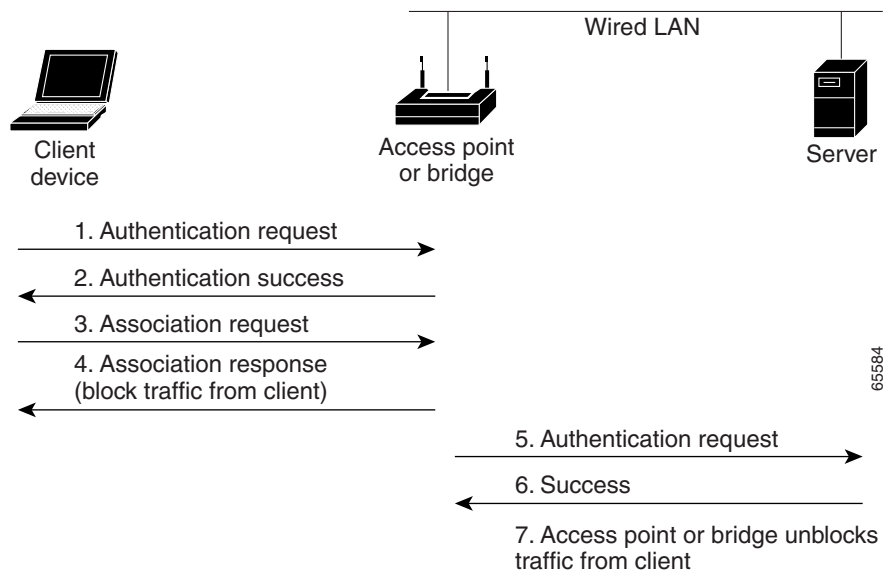 Wired LAN
Client
device
Access point
or bridge
Server
1. Authentication request
2. Authentication success
3. Association request
4. Association response
(block traffic from client)
65584
5. Authentication request
6. Success
7. Access point or bridge unblocks
traffic from client